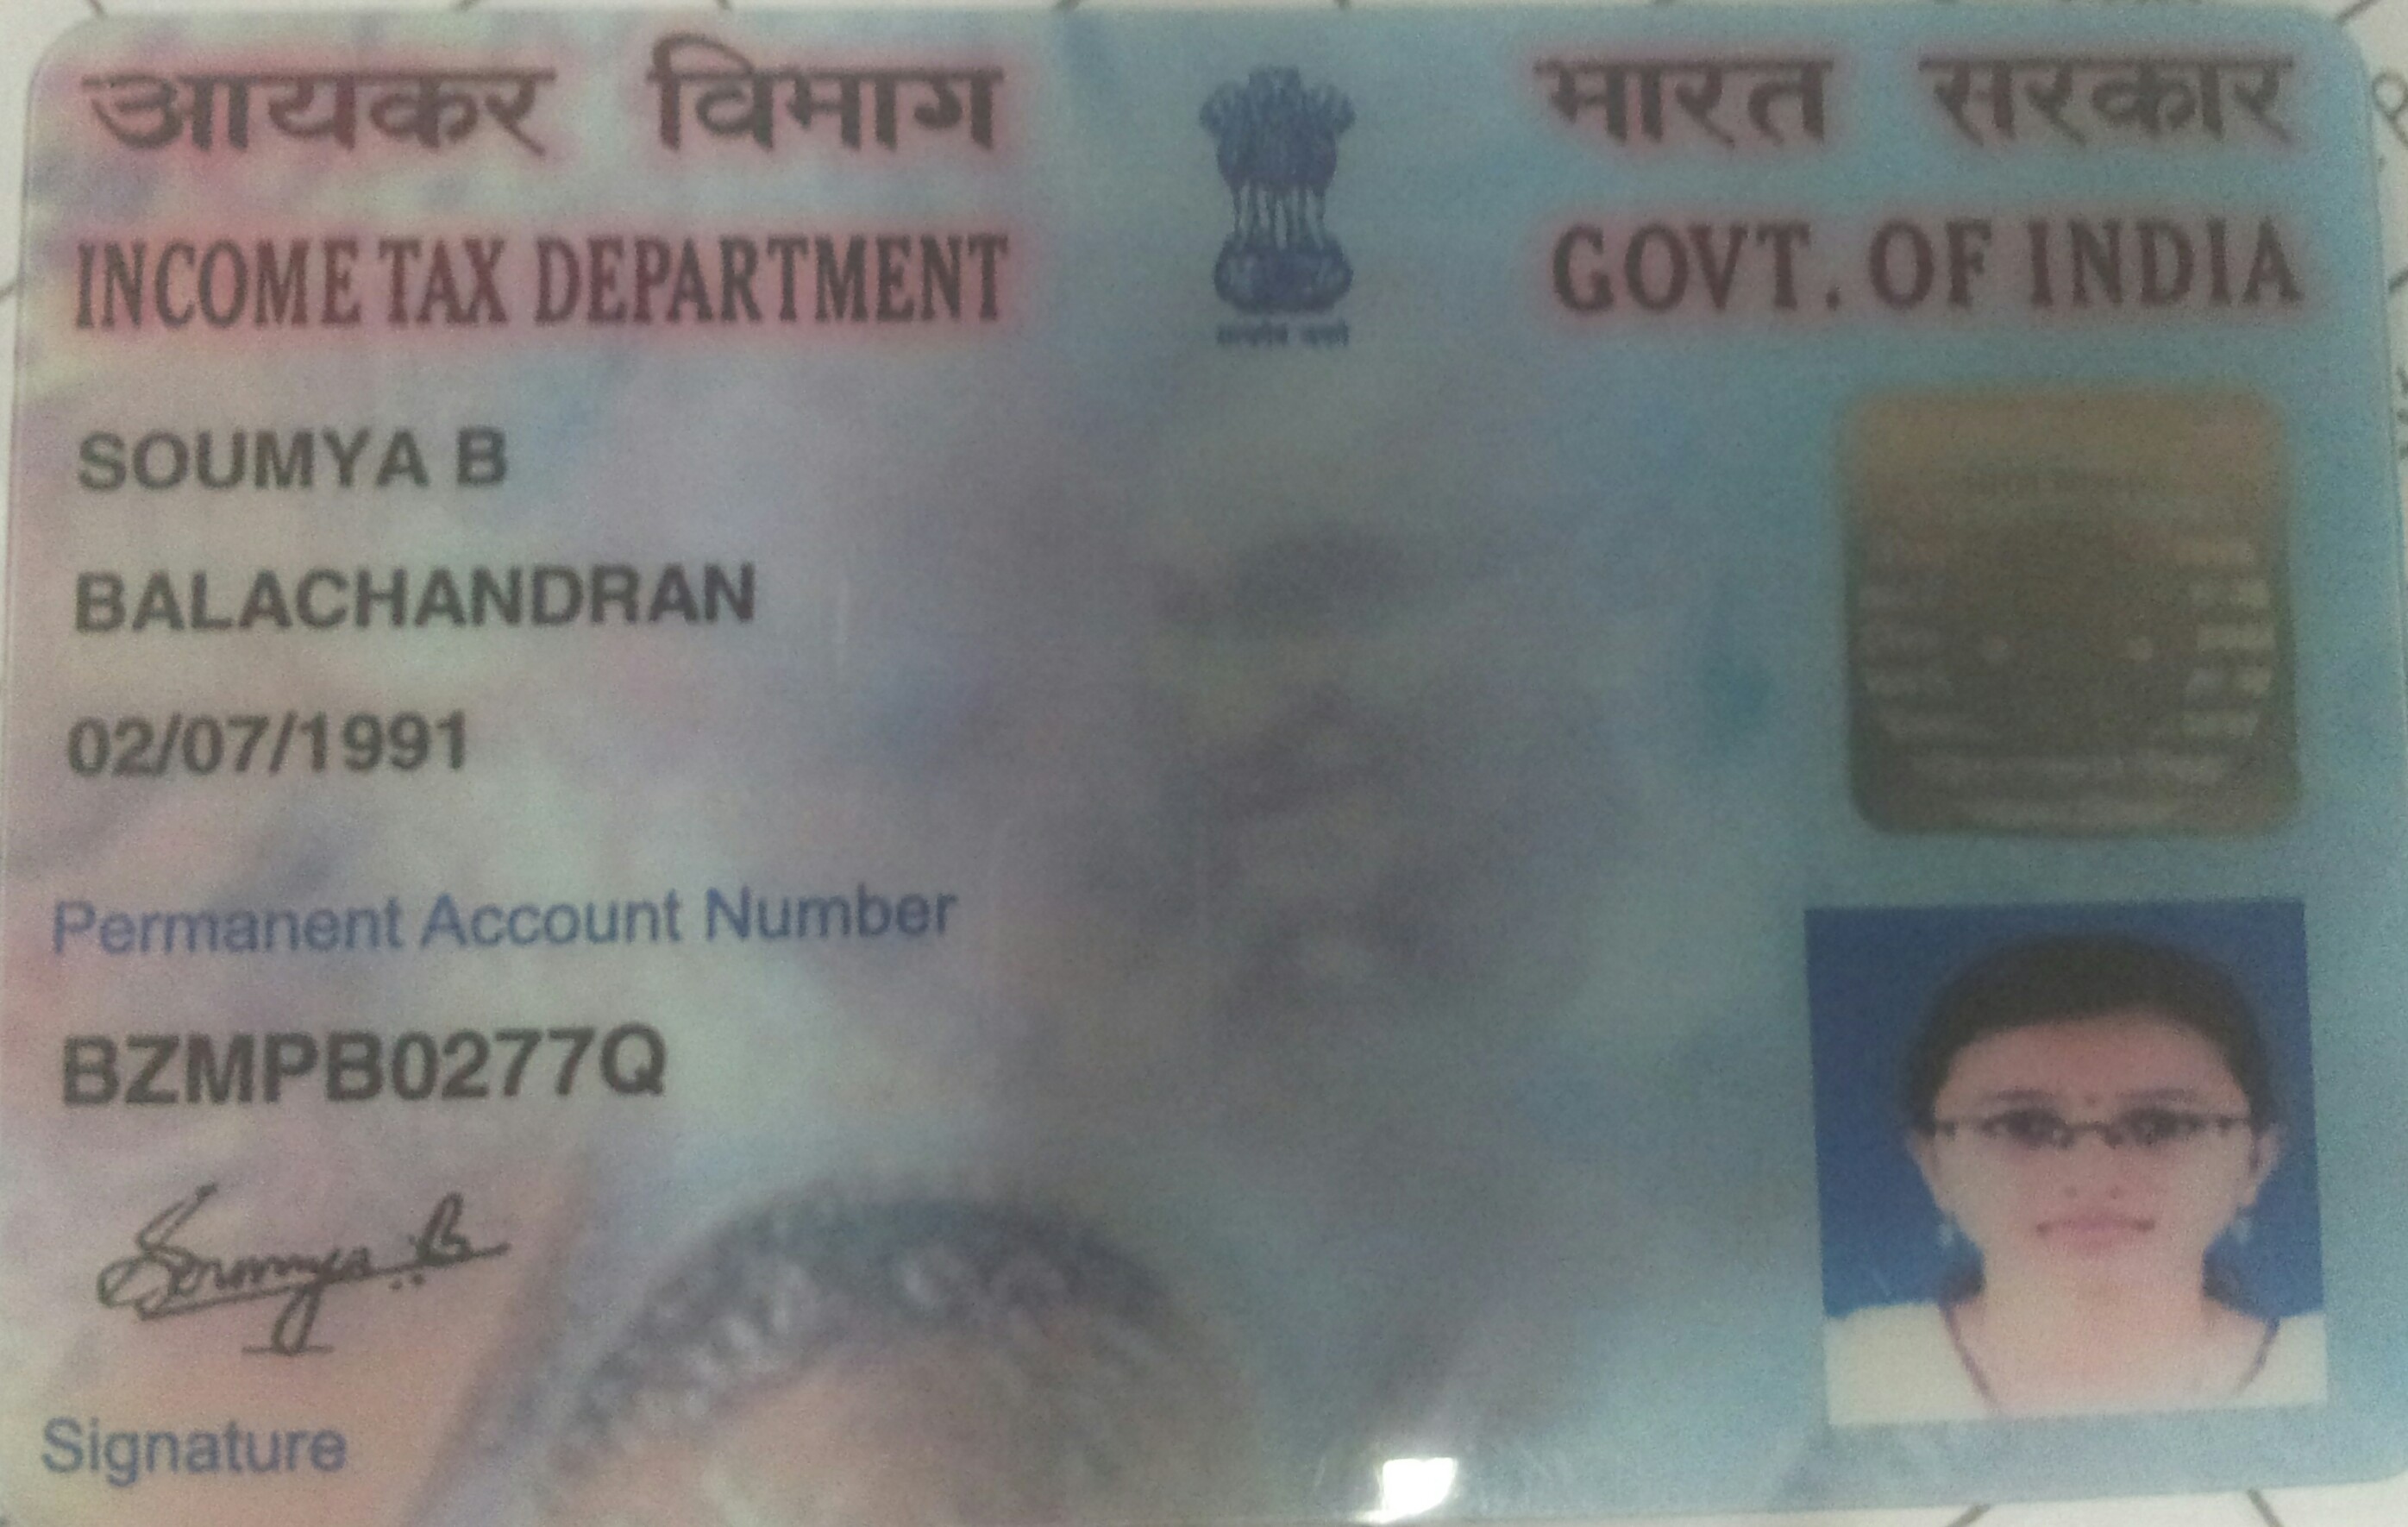 आयकर विभाग
INCOME TAX DEPARTMENT
भारत सरकार
GOVT. OF INDIA
सत्यमेव जयते
SOUMYA B
BALACHANDRAN
02/07/1991
Permanent Account Number
BZMPB0277Q
Soumya B
Signature